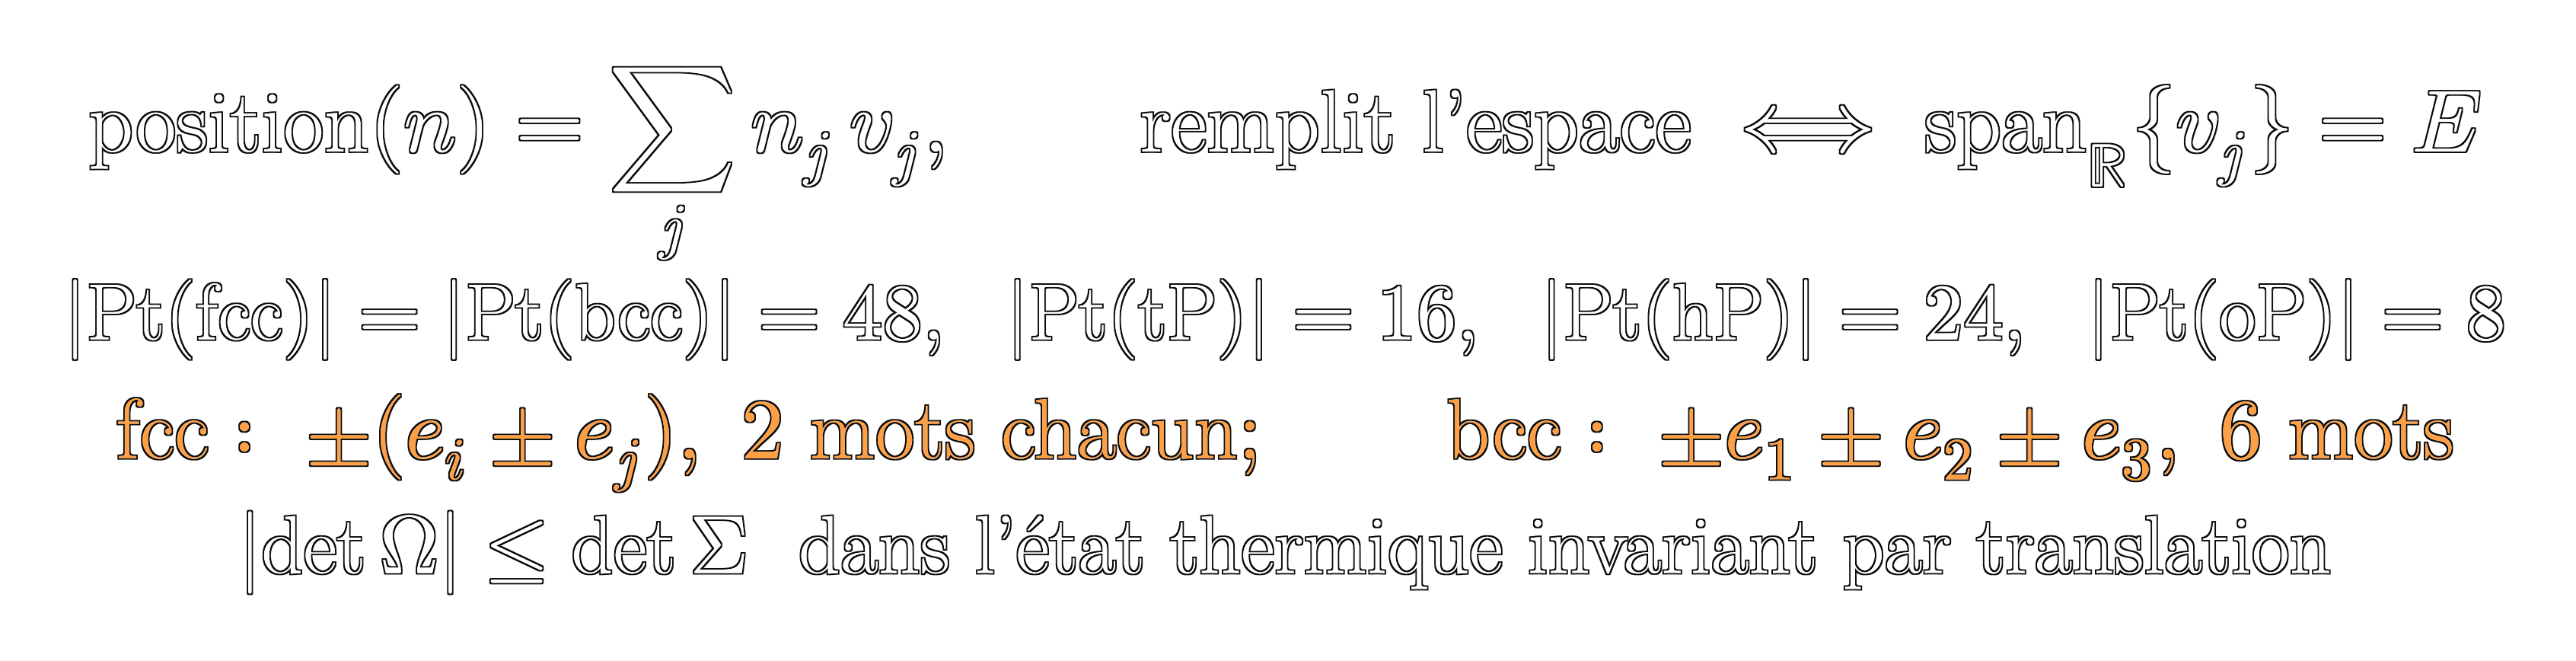 position(n) = ∑_j n_j v_j, remplit l'espace ⟺ span_ℝ{v_j} = E
|Pt(fcc)| = |Pt(bcc)| = 48, |Pt(tP)| = 16, |Pt(hP)| = 24, |Pt(oP)| = 8
fcc : ±(e_i ± e_j), 2 mots chacun; bcc : ±e_1 ± e_2 ± e_3, 6 mots
|det Ω| ≤ det Σ dans l'état thermique invariant par translation